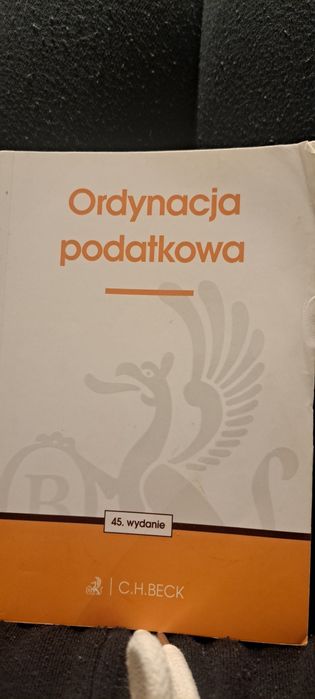 Ordynacja
podatkowa
B
45. wydanie
C.H.BECK